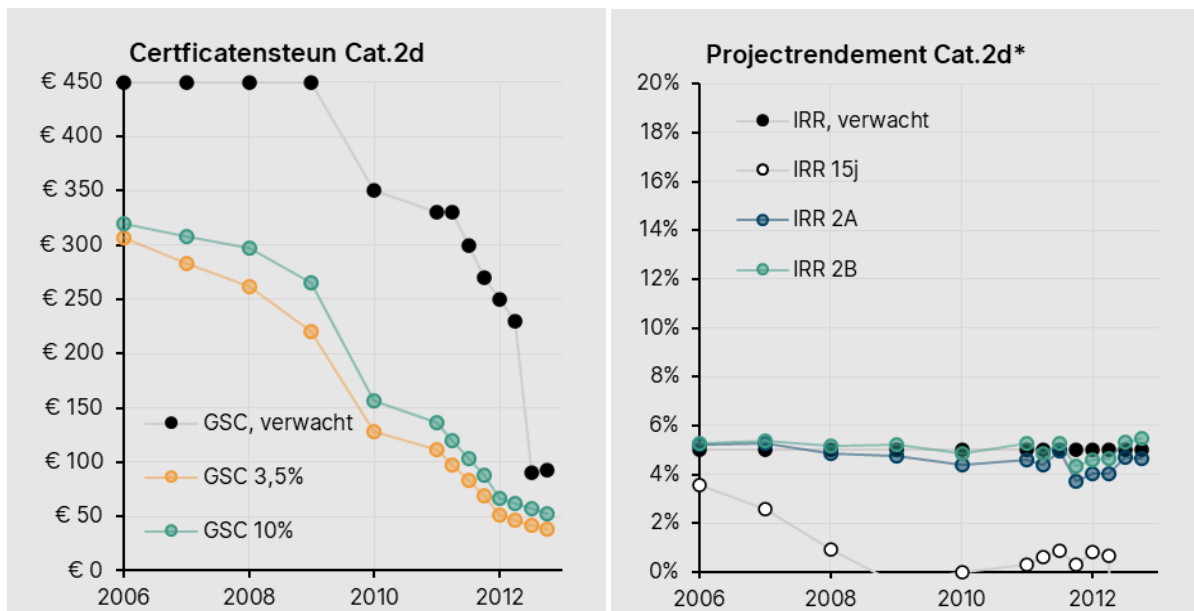 Certficatensteun Cat.2d
€ 450
€ 400
€ 350
€ 300
€ 250
€ 200
€ 150
€ 100
€ 50
€ 0
GSC, verwacht
GSC 3,5%
GSC 10%
2006 2008 2010 2012
Projectrendement Cat.2d*
20%
18%
16%
14%
12%
10%
8%
6%
4%
2%
0%
IRR, verwacht
IRR 15j
IRR 2A
IRR 2B
2006 2008 2010 2012